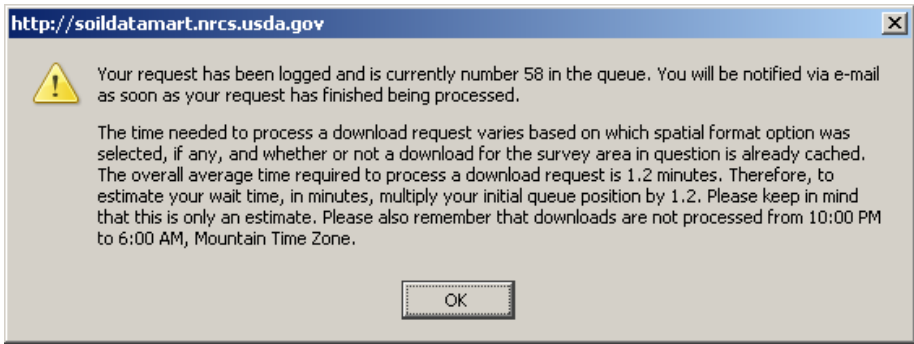 http://soildatamart.nrcs.usda.gov
Your request has been logged and is currently number 58 in the queue. You will be notified via e-mail
as soon as your request has finished being processed.
The time needed to process a download request varies based on which spatial format option was
selected, if any, and whether or not a download for the survey area in question is already cached.
The overall average time required to process a download request is 1.2 minutes. Therefore, to
estimate your wait time, in minutes, multiply your initial queue position by 1.2. Please keep in mind
that this is only an estimate. Please also remember that downloads are not processed from 10:00 PM
to 6:00 AM, Mountain Time Zone.
OK